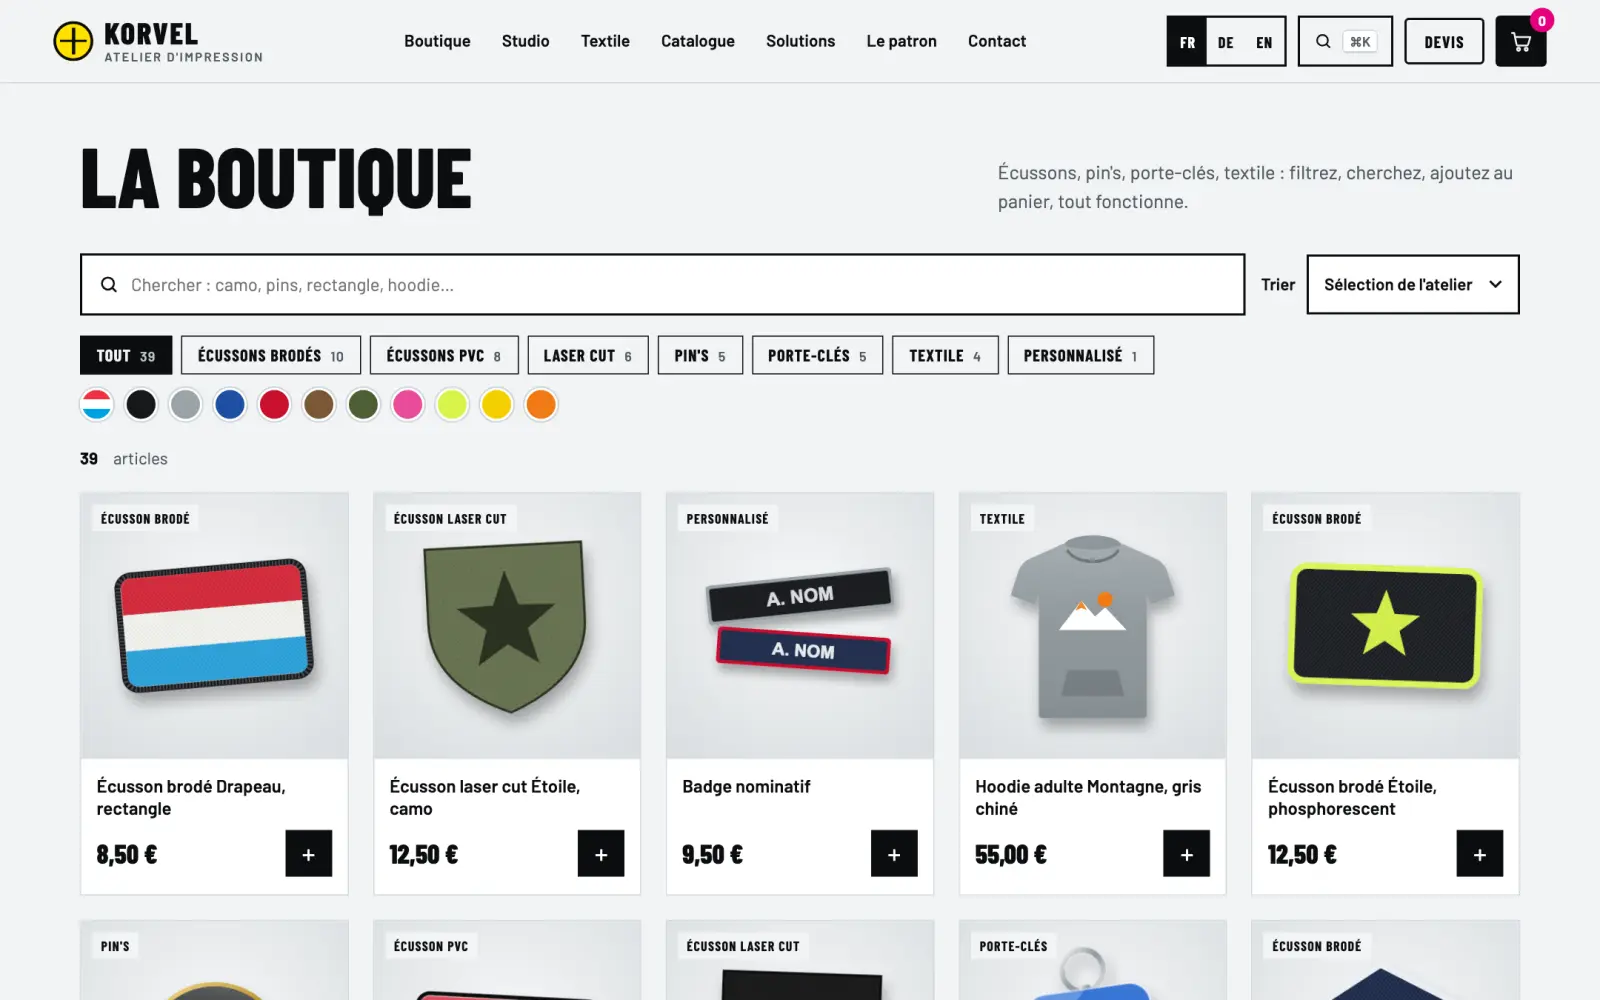 KORVEL
ATELIER D'IMPRESSION
Boutique
Studio
Textile
Catalogue
Solutions
Le patron
Contact
FR
DE
EN
⌘K
DEVIS
0
LA BOUTIQUE
Écussons, pin's, porte-clés, textile : filtrez, cherchez, ajoutez au
panier, tout fonctionne.
Chercher : camo, pins, rectangle, hoodie...
Trier
Sélection de l'atelier
TOUT 39
ÉCUSSONS BRODÉS 10
ÉCUSSONS PVC 8
LASER CUT 6
PIN'S 5
PORTE-CLÉS 5
TEXTILE 4
PERSONNALISÉ 1
39 articles
ÉCUSSON BRODÉ
Écusson brodé Drapeau,
rectangle
8,50 €
+
ÉCUSSON LASER CUT
Écusson laser cut Étoile,
camo
12,50 €
+
PERSONNALISÉ
A. NOM
A. NOM
Badge nominatif
9,50 €
+
TEXTILE
Hoodie adulte Montagne, gris
chiné
55,00 €
+
ÉCUSSON BRODÉ
Écusson brodé Étoile,
phosphorescent
12,50 €
+
PIN'S
ÉCUSSON PVC
ÉCUSSON LASER CUT
PORTE-CLÉS
ÉCUSSON BRODÉ